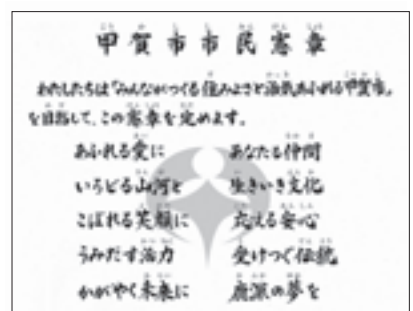 甲賀市市民憲章
わたしたちは「みんながつくる住みよさと活気あふれる甲賀市」
を目指して、この憲章を定めます。
あふれる愛に　あなたも仲間
いろどる山河と　生きいき文化
こぼれる笑顔に　応える安心
うみだす活力　受けつぐ伝統
かがやく未来に　鹿深の夢を